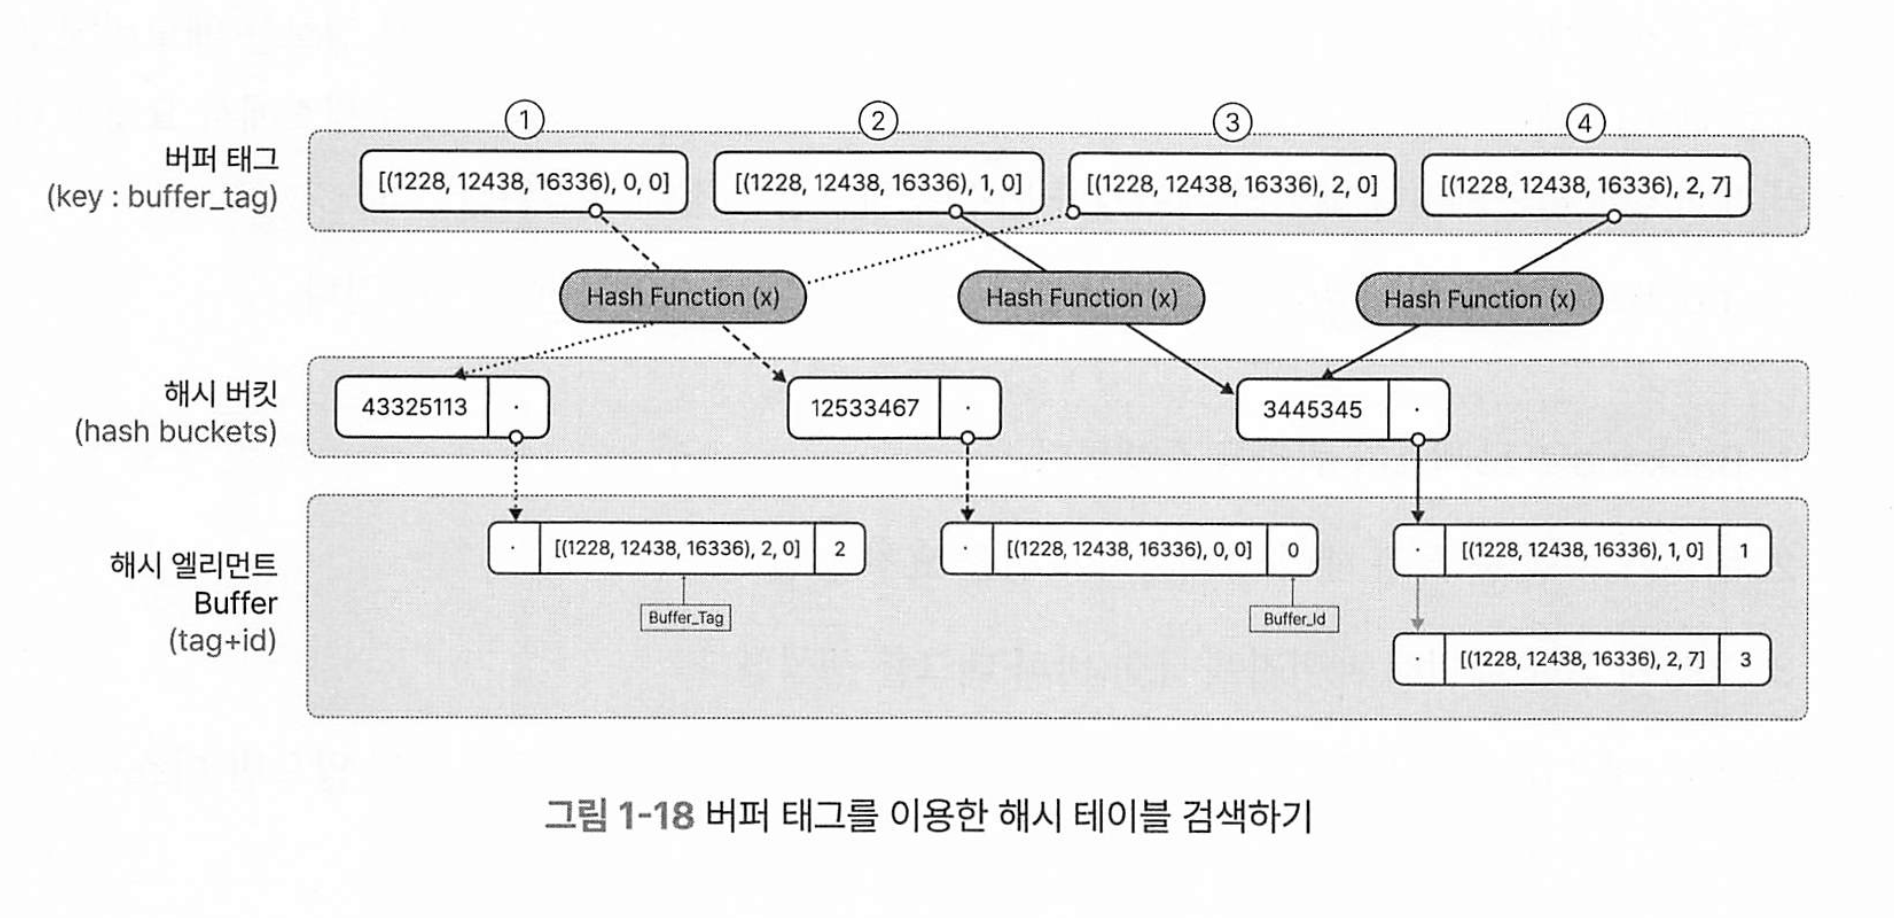 ① ② ③ ④
버퍼 태그
(key : buffer_tag)
[(1228, 12438, 16336), 0, 0] [(1228, 12438, 16336), 1, 0] [(1228, 12438, 16336), 2, 0] [(1228, 12438, 16336), 2, 7]
Hash Function (x) Hash Function (x) Hash Function (x)
해시 버킷
(hash buckets)
43325113 · 12533467 · 3445345 ·
해시 엘리먼트
Buffer
(tag+id)
· [(1228, 12438, 16336), 2, 0] 2 · [(1228, 12438, 16336), 0, 0] 0 · [(1228, 12438, 16336), 1, 0] 1
Buffer_Tag Buffer_Id
· [(1228, 12438, 16336), 2, 7] 3
그림 1-18 버퍼 태그를 이용한 해시 테이블 검색하기